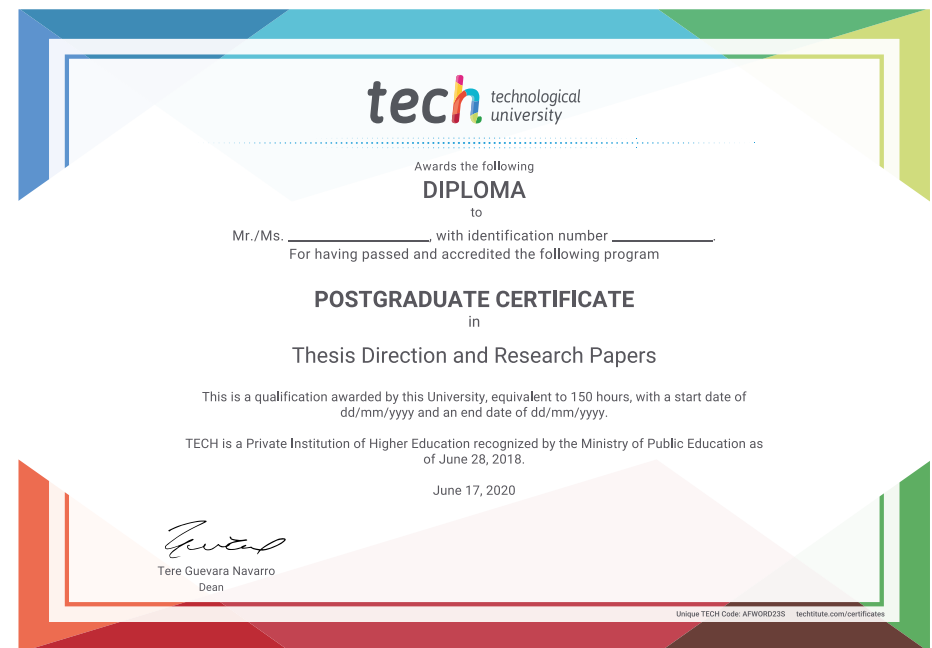 tech technological
university
Awards the following
DIPLOMA
to
Mr./Ms. ____________, with identification number ____________.
For having passed and accredited the following program
POSTGRADUATE CERTIFICATE
in
Thesis Direction and Research Papers
This is a qualification awarded by this University, equivalent to 150 hours, with a start date of
dd/mm/yyyy and an end date of dd/mm/yyyy.
TECH is a Private Institution of Higher Education recognized by the Ministry of Public Education as
of June 28, 2018.
June 17, 2020
Tere Guevara Navarro
Dean
Unique TECH Code: AFWORD23S techtitute.com/certificates